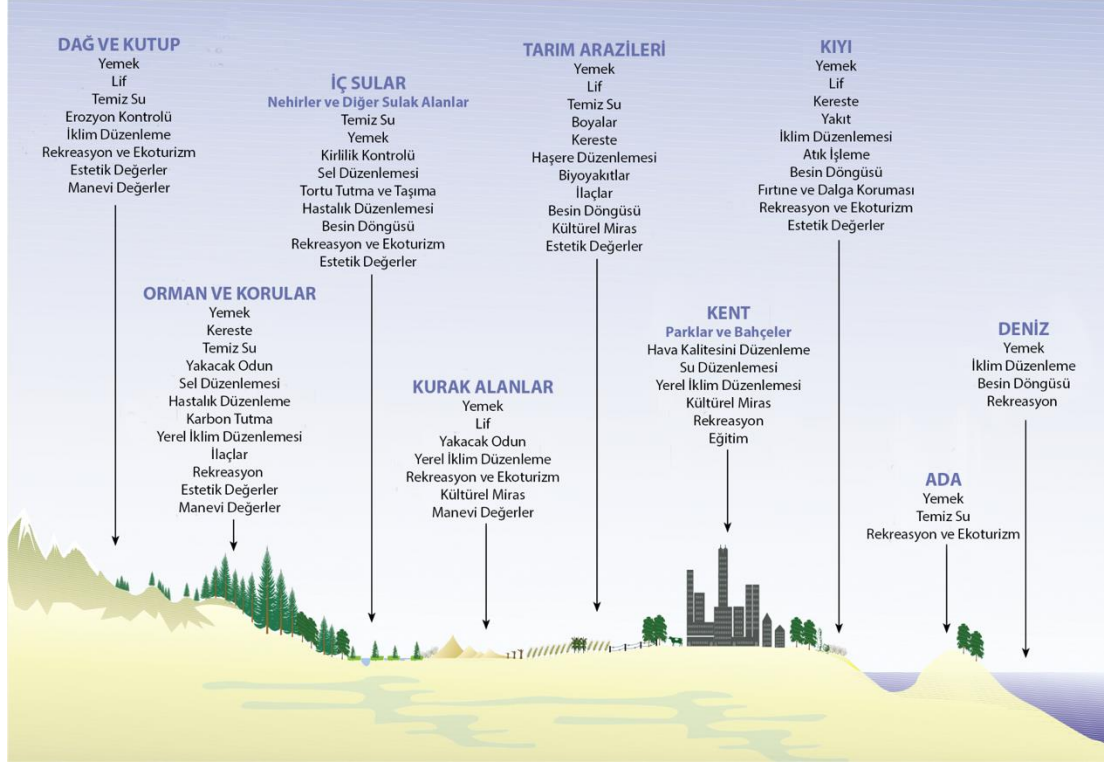 DAĞ VE KUTUP
Yemek
Lif
Temiz Su
Erozyon Kontrolü
İklim Düzenleme
Rekreasyon ve Ekoturizm
Estetik Değerler
Manevi Değerler
İÇ SULAR
Nehirler ve Diğer Sulak Alanlar
Temiz Su
Yemek
Kirlilik Kontrolü
Sel Düzenlemesi
Tortu Tutma ve Taşıma
Hastalık Düzenlemesi
Besin Döngüsü
Rekreasyon ve Ekoturizm
Estetik Değerler
TARIM ARAZİLERİ
Yemek
Lif
Temiz Su
Boyalar
Kereste
Haşere Düzenlemesi
Biyoyakıtlar
İlaçlar
Besin Döngüsü
Kültürel Miras
Estetik Değerler
KIYI
Yemek
Lif
Kereste
Yakıt
İklim Düzenlemesi
Atık İşleme
Besin Döngüsü
Fırtıne ve Dalga Koruması
Rekreasyon ve Ekoturizm
Estetik Değerler
ORMAN VE KORULAR
Yemek
Kereste
Temiz Su
Yakacak Odun
Sel Düzenlemesi
Hastalık Düzenleme
Karbon Tutma
Yerel İklim Düzenlemesi
İlaçlar
Rekreasyon
Estetik Değerler
Manevi Değerler
KURAK ALANLAR
Yemek
Lif
Yakacak Odun
Yerel İklim Düzenleme
Rekreasyon ve Ekoturizm
Kültürel Miras
Manevi Değerler
KENT
Parklar ve Bahçeler
Hava Kalitesini Düzenleme
Su Düzenlemesi
Yerel İklim Düzenlemesi
Kültürel Miras
Rekreasyon
Eğitim
DENİZ
Yemek
İklim Düzenleme
Besin Döngüsü
Rekreasyon
ADA
Yemek
Temiz Su
Rekreasyon ve Ekoturizm